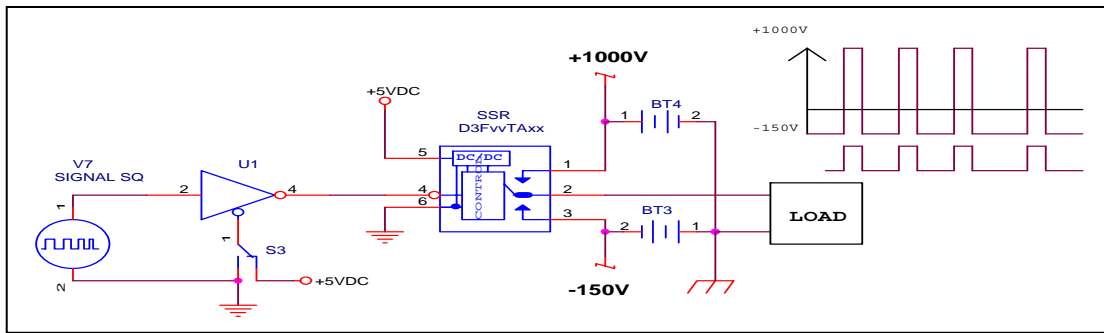 +1000V
+1000V
-150V
+5VDC
SSR
D3FvvTAxx
BT4
1
2
V7
SIGNAL SQ
U1
5
DC/DC
CONTROL
1
2
4
4
2
6
3
1
BT3
2
1
LOAD
1
S3
2
+5VDC
-150V